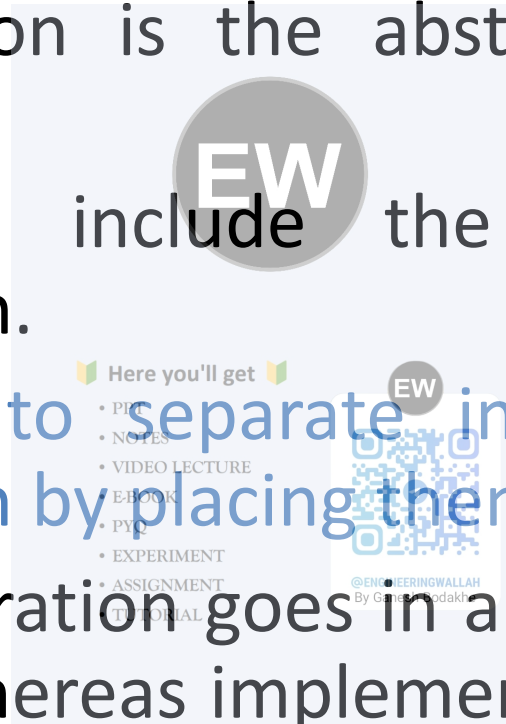 on is the abst
EW
include the
n.
Here you'll get
EW
to separate in
• PPT
• NOTES
• VIDEO LECTURE
n by placing ther
• E-BOOK
• PYQ
• EXPERIMENT
• ASSIGNMENT
@ENGINEERINGWALLAH
By Ganesh Bodakhe
ration goes in a
• TUTORIAL
hereas implemen